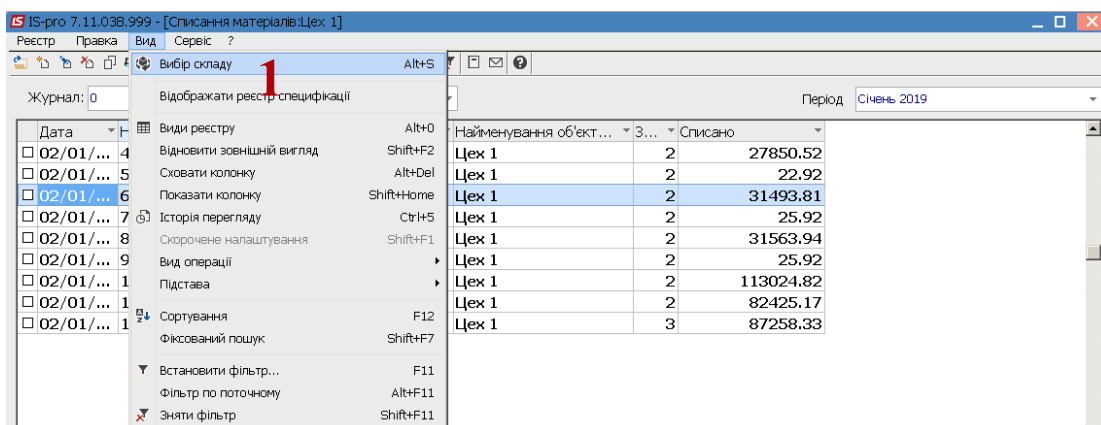 IS-pro 7.11.038.999 - [Списання матеріалів:Цех 1]
Реєстр Правка Вид Сервіс ?
Вибір складу Alt+S
1
Журнал: 0 Відображати реєстр специфікації Період Січень 2019
Дата Види реєстру Alt+0 Найменування об'єкт... З... Списано
02/01/... 4 Відновити зовнішній вигляд Shift+F2 Цех 1 2 27850.52
02/01/... 5 Сховати колонку Alt+Del Цех 1 2 22.92
02/01/... 6 Показати колонку Shift+Home Цех 1 2 31493.81
02/01/... 7 Історія перегляду Ctrl+5 Цех 1 2 25.92
02/01/... 8 Скорочене налаштування Shift+F1 Цех 1 2 31563.94
02/01/... 9 Вид операції Цех 1 2 25.92
02/01/... 1 Підстава Цех 1 2 113024.82
02/01/... 1 Сортування F12 Цех 1 2 82425.17
02/01/... 1 Фіксований пошук Shift+F7 Цех 1 3 87258.33
Встановити фільтр... F11
Фільтр по поточному Alt+F11
Зняти фільтр Shift+F11